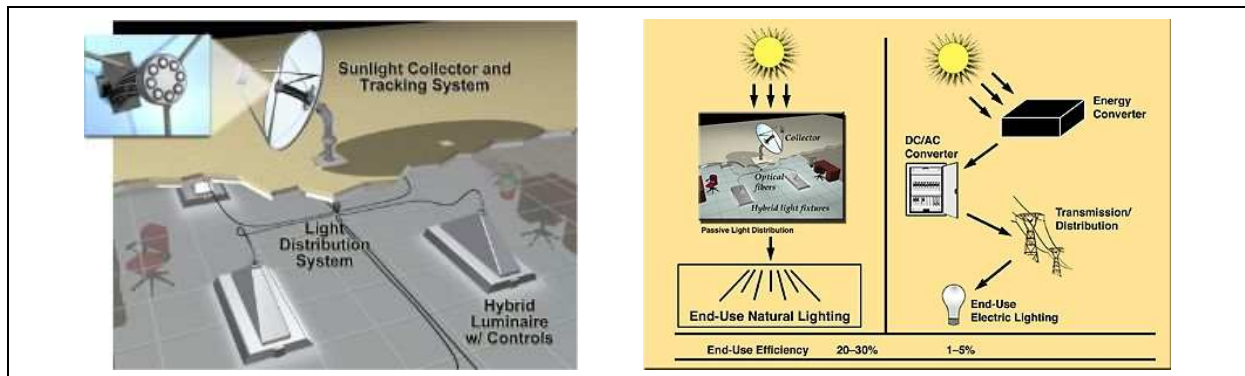 Sunlight Collector and
Tracking System
Light
Distribution
System
Hybrid
Luminaire
w/ Controls
Collector
Optical
fibers
Hybrid light fixtures
Passive Light Distribution
End-Use Natural Lighting
Energy
Converter
DC/AC
Converter
Transmission/
Distribution
End-Use
Electric Lighting
End-Use Efficiency 20–30% 1–5%